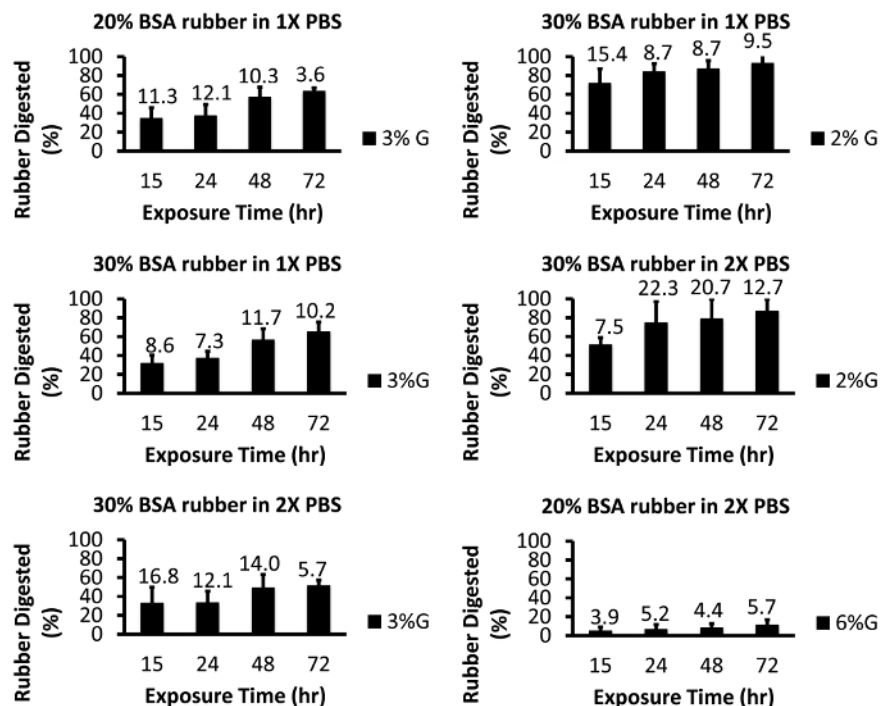 20% BSA rubber in 1X PBS
Rubber Digested
(%)
100
80
60
40
20
0
11.3 12.1 10.3 3.6
15 24 48 72
Exposure Time (hr)
3% G
30% BSA rubber in 1X PBS
Rubber Digested
(%)
100
80
60
40
20
0
15.4 8.7 8.7 9.5
15 24 48 72
Exposure Time (hr)
2% G
30% BSA rubber in 1X PBS
Rubber Digested
(%)
100
80
60
40
20
0
8.6 7.3 11.7 10.2
15 24 48 72
Exposure Time (hr)
3%G
30% BSA rubber in 2X PBS
Rubber Digested
(%)
100
80
60
40
20
0
7.5 22.3 20.7 12.7
15 24 48 72
Exposure Time (hr)
2%G
30% BSA rubber in 2X PBS
Rubber Digested
(%)
100
80
60
40
20
0
16.8 12.1 14.0 5.7
15 24 48 72
Exposure Time (hr)
3%G
20% BSA rubber in 2X PBS
Rubber Digested
(%)
100
80
60
40
20
0
3.9 5.2 4.4 5.7
15 24 48 72
Exposure Time (hr)
6%G